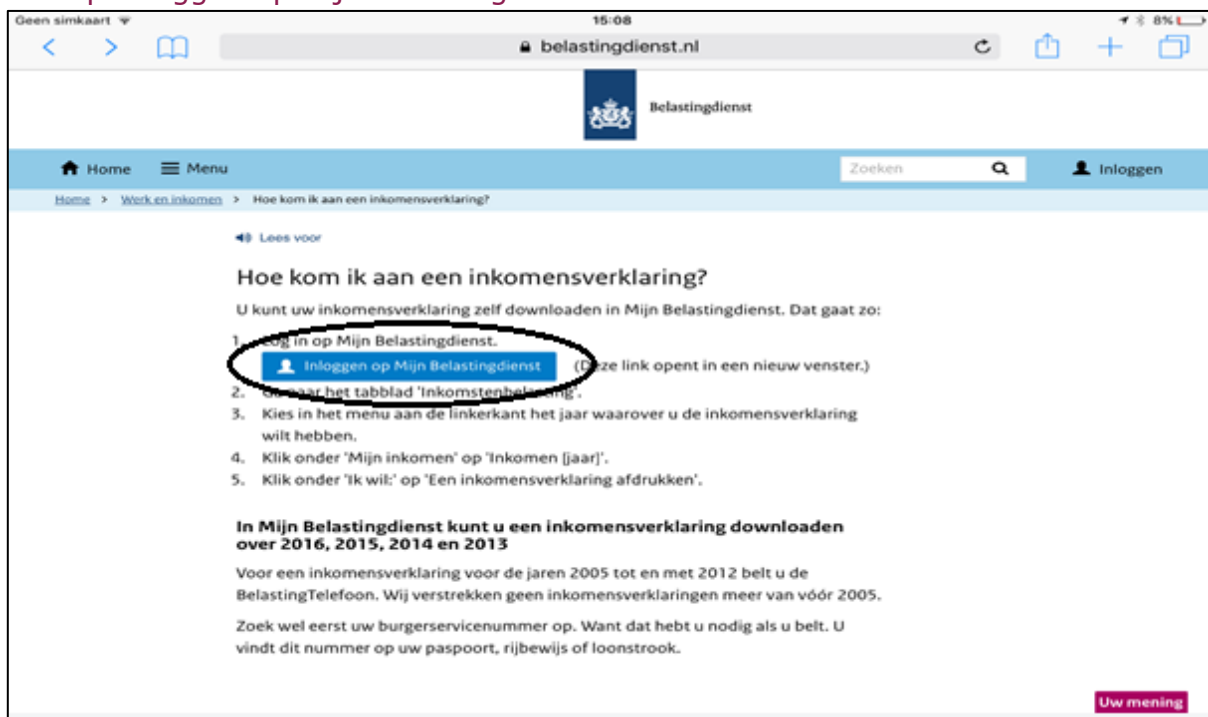 Geen simkaart 15:08 8%
belastingdienst.nl
Belastingdienst
Home Menu Zoeken Inloggen
Home > Werk en inkomen > Hoe kom ik aan een inkomensverklaring?
Lees voor
Hoe kom ik aan een inkomensverklaring?
U kunt uw inkomensverklaring zelf downloaden in Mijn Belastingdienst. Dat gaat zo:
1. Log in op Mijn Belastingdienst.
Inloggen op Mijn Belastingdienst (Deze link opent in een nieuw venster.)
2. Ga naar het tabblad 'Inkomstenbelasting'.
3. Kies in het menu aan de linkerkant het jaar waarover u de inkomensverklaring
wilt hebben.
4. Klik onder 'Mijn inkomen' op 'Inkomen [jaar]'.
5. Klik onder 'Ik wil:' op 'Een inkomensverklaring afdrukken'.
In Mijn Belastingdienst kunt u een inkomensverklaring downloaden
over 2016, 2015, 2014 en 2013
Voor een inkomensverklaring voor de jaren 2005 tot en met 2012 belt u de
BelastingTelefoon. Wij verstrekken geen inkomensverklaringen meer van vóór 2005.
Zoek wel eerst uw burgerservicenummer op. Want dat hebt u nodig als u belt. U
vindt dit nummer op uw paspoort, rijbewijs of loonstrook.
Uw mening